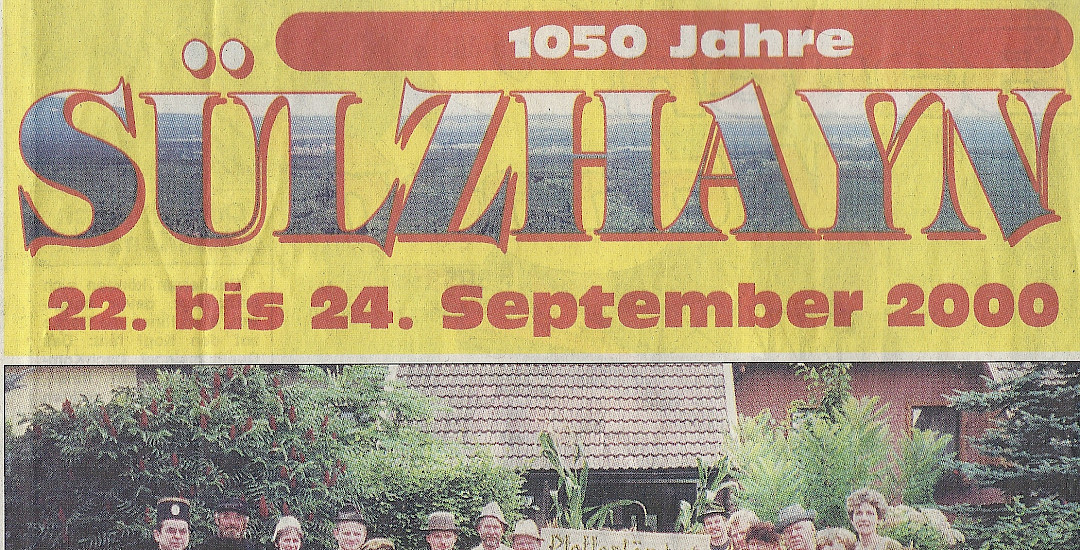 1050 Jahre
SÜLZHAYN
22. bis 24. September 2000